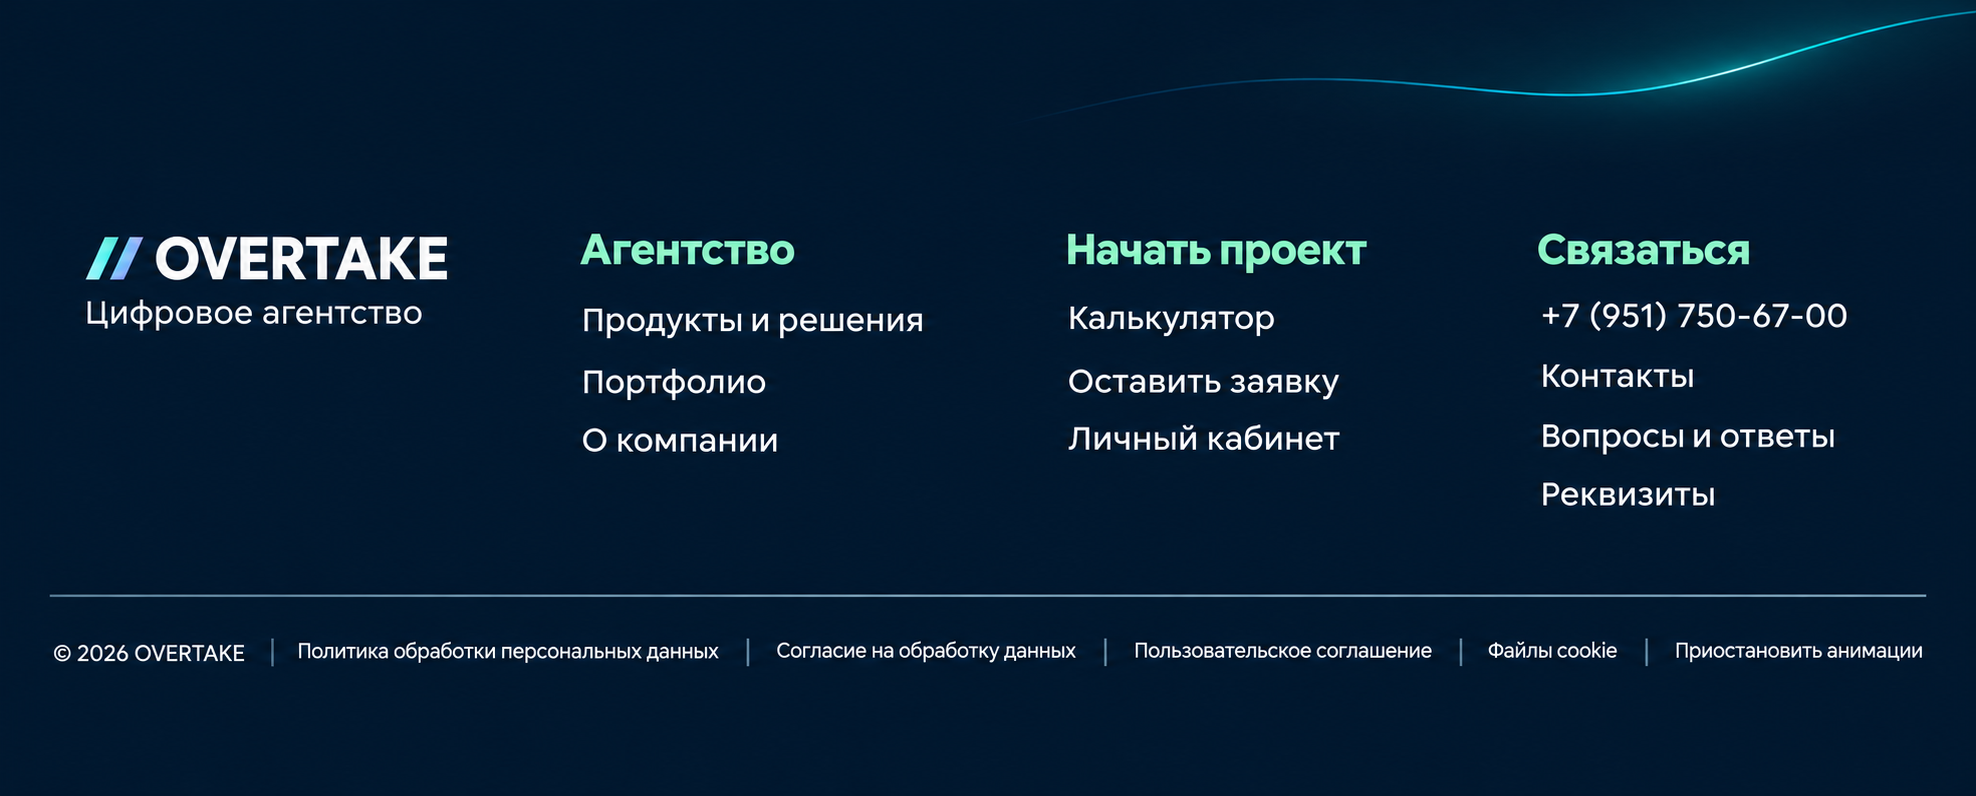 // OVERTAKE
Цифровое агентство
Агентство
Продукты и решения
Портфолио
О компании
Начать проект
Калькулятор
Оставить заявку
Личный кабинет
Связаться
+7 (951) 750-67-00
Контакты
Вопросы и ответы
Реквизиты
© 2026 OVERTAKE | Политика обработки персональных данных | Согласие на обработку данных | Пользовательское соглашение | Файлы cookie | Приостановить анимации